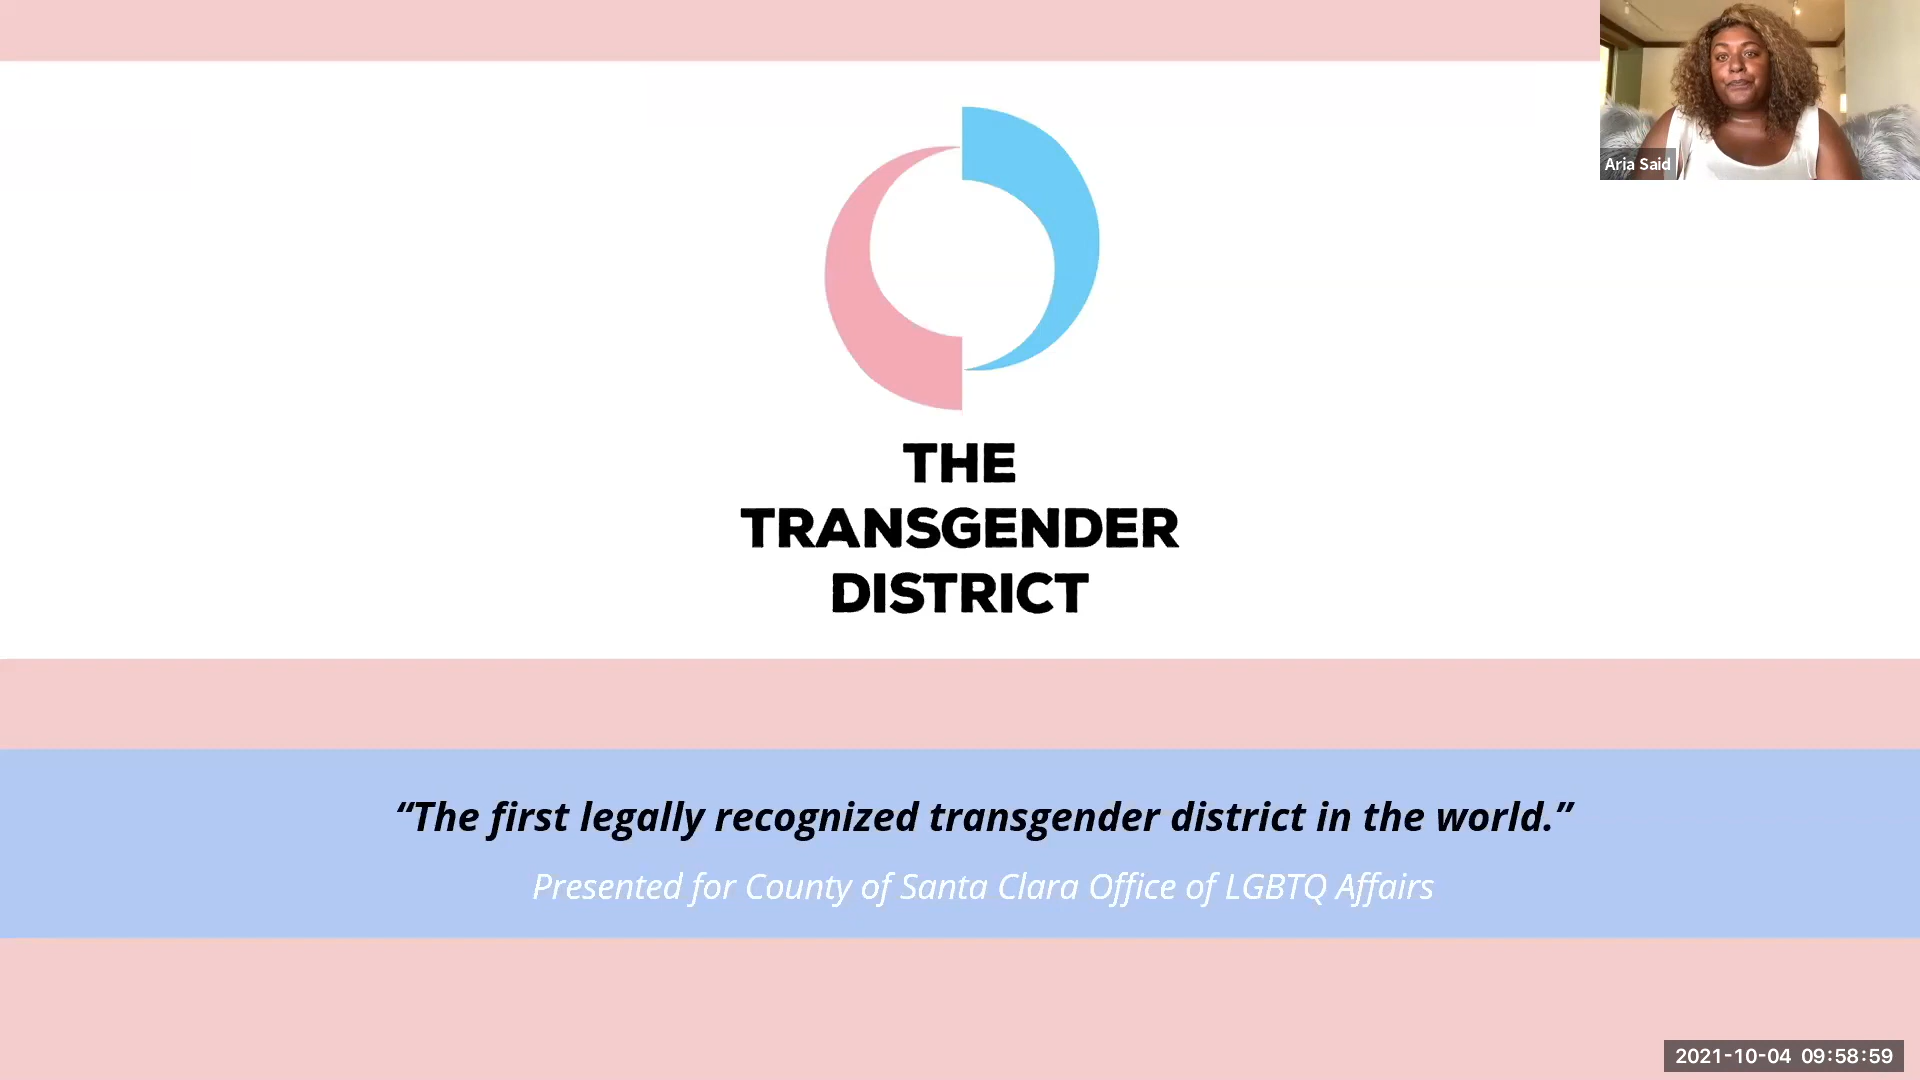 Aria Said
THE
TRANSGENDER
DISTRICT
“The first legally recognized transgender district in the world.”
Presented for County of Santa Clara Office of LGBTQ Affairs
2021-10-04 09:58:59